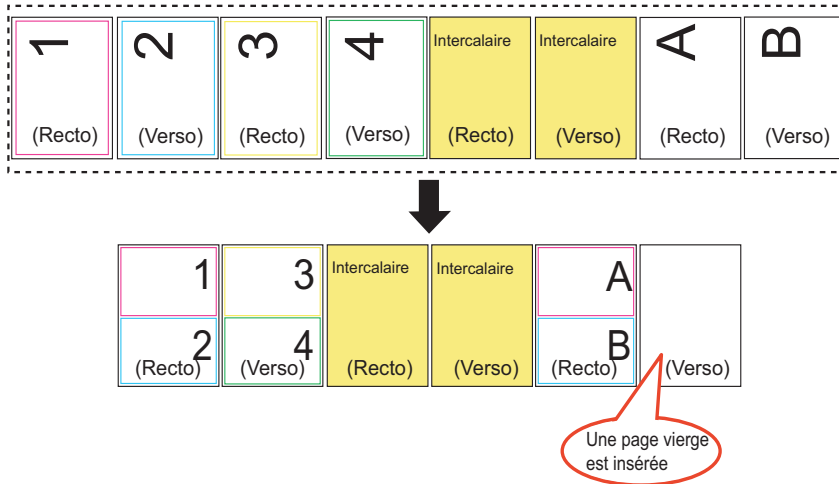 1 2 3 4 Intercalaire Intercalaire A B
(Recto) (Verso) (Recto) (Verso) (Recto) (Verso) (Recto) (Verso)
1 3 Intercalaire Intercalaire A
2 4 B
(Recto) (Verso) (Recto) (Verso) (Recto) (Verso)
Une page vierge
est insérée